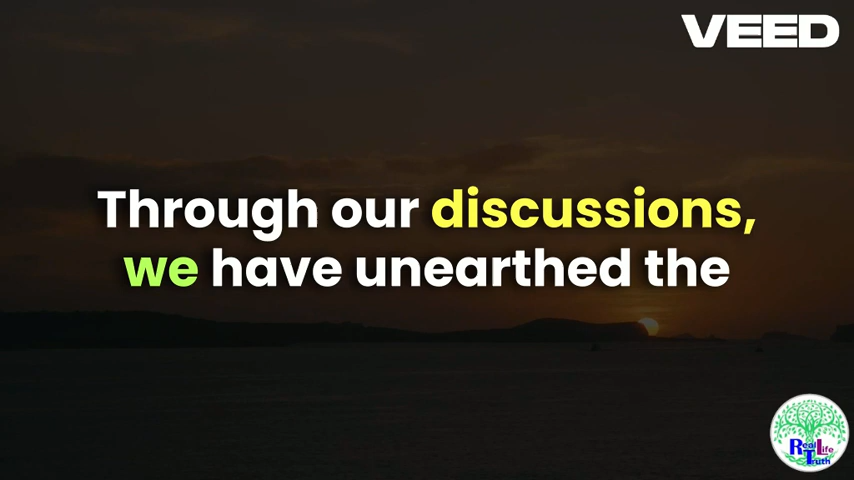 VEED
Through our discussions,
we have unearthed the
Real Life
Truth